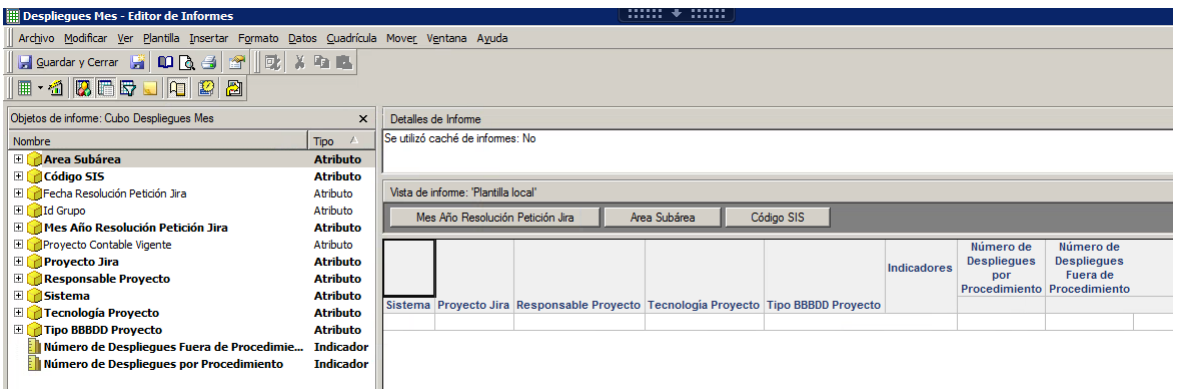 Despliegues Mes - Editor de Informes
Archivo Modificar Ver Plantilla Insertar Formato Datos Cuadrícula Mover Ventana Ayuda
Guardar y Cerrar
Objetos de informe: Cubo Despliegues Mes
Nombre Tipo
Area Subárea Atributo
Código SIS Atributo
Fecha Resolución Petición Jira Atributo
Id Grupo Atributo
Mes Año Resolución Petición Jira Atributo
Proyecto Contable Vigente Atributo
Proyecto Jira Atributo
Responsable Proyecto Atributo
Sistema Atributo
Tecnología Proyecto Atributo
Tipo BBBDD Proyecto Atributo
Número de Despliegues Fuera de Procedimie... Indicador
Número de Despliegues por Procedimiento Indicador
Detalles de Informe
Se utilizó caché de informes: No
Vista de informe: 'Plantilla local'
Mes Año Resolución Petición Jira Area Subárea Código SIS
Indicadores
Número de
Despliegues
por
Procedimiento
Número de
Despliegues
Fuera de
Procedimiento
Sistema Proyecto Jira Responsable Proyecto Tecnología Proyecto Tipo BBBDD Proyecto